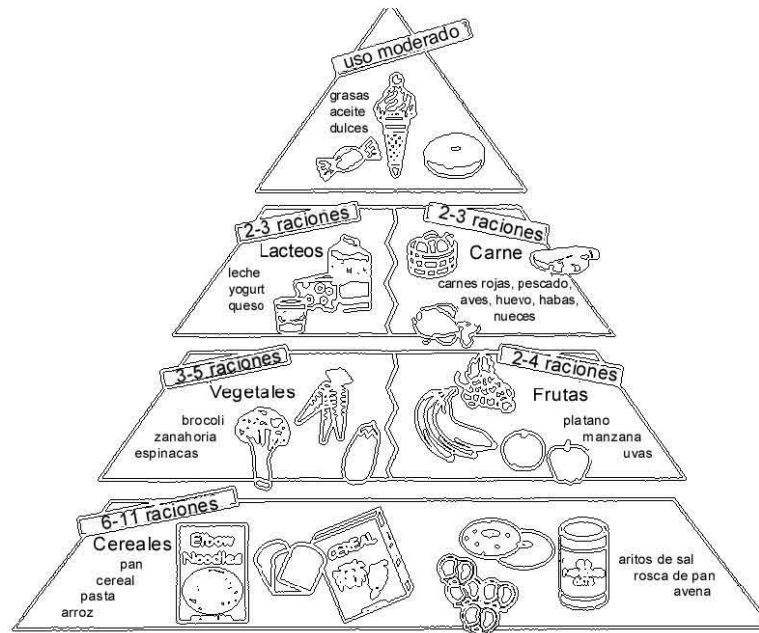 uso moderado
grasas
aceite
dulces
2-3 raciones
Lacteos
leche
yogurt
queso
2-3 raciones
Carne
carnes rojas, pescado,
aves, huevo, habas,
nueces
3-5 raciones
Vegetales
brocoli
zanahoria
espinacas
2-4 raciones
Frutas
platano
manzana
uvas
6-11 raciones
Cereales
pan
cereal
pasta
arroz
Elbow
Noodles
CEREAL
aritos de sal
rosca de pan
avena